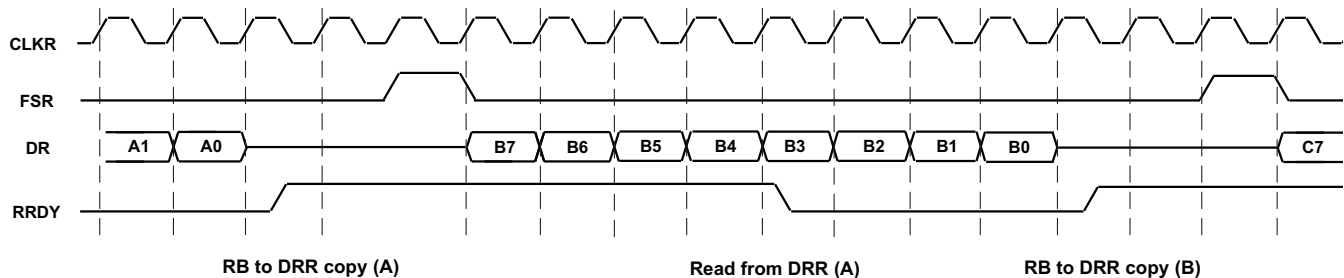 CLKR
FSR
DR A1 A0 B7 B6 B5 B4 B3 B2 B1 B0 C7
RRDY
RB to DRR copy (A) Read from DRR (A) RB to DRR copy (B)